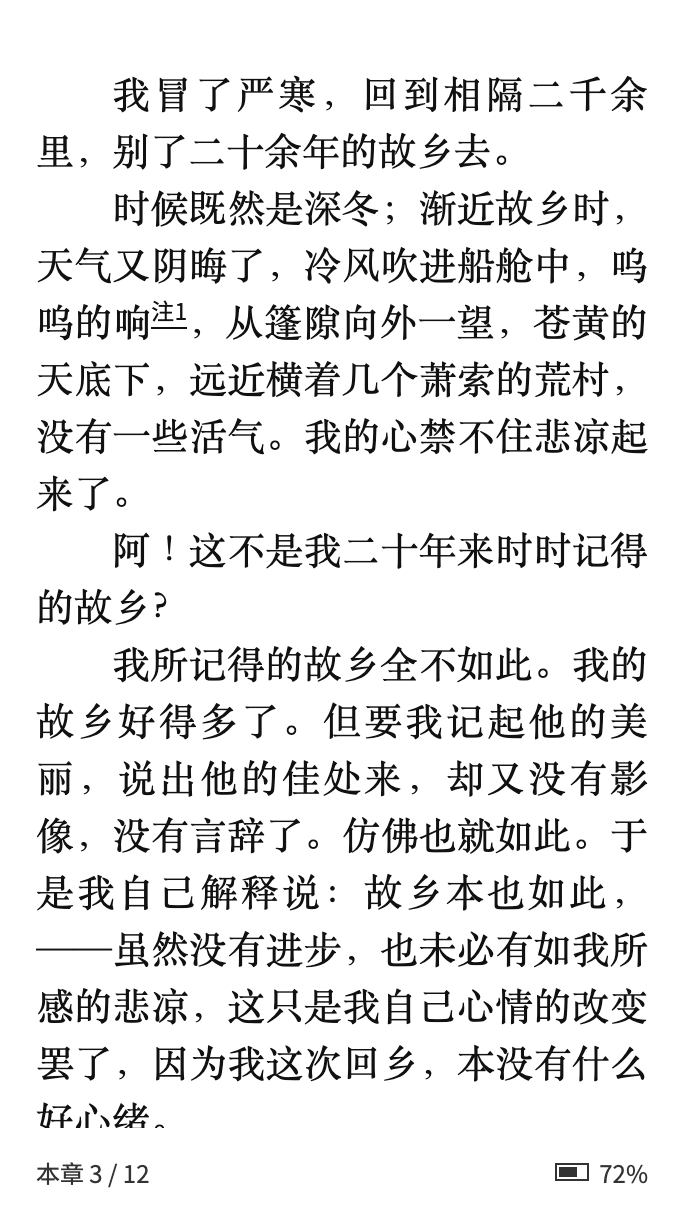 我冒了严寒，回到相隔二千余
里，别了二十余年的故乡去。
时候既然是深冬；渐近故乡时，
天气又阴晦了，冷风吹进船舱中，呜
呜的响注1，从篷隙向外一望，苍黄的
天底下，远近横着几个萧索的荒村，
没有一些活气。我的心禁不住悲凉起
来了。
阿！这不是我二十年来时时记得
的故乡？
我所记得的故乡全不如此。我的
故乡好得多了。但要我记起他的美
丽，说出他的佳处来，却又没有影
像，没有言辞了。仿佛也就如此。于
是我自己解释说：故乡本也如此，
——虽然没有进步，也未必有如我所
感的悲凉，这只是我自己心情的改变
罢了，因为我这次回乡，本没有什么
好心绪。
本章 3 / 12
72%